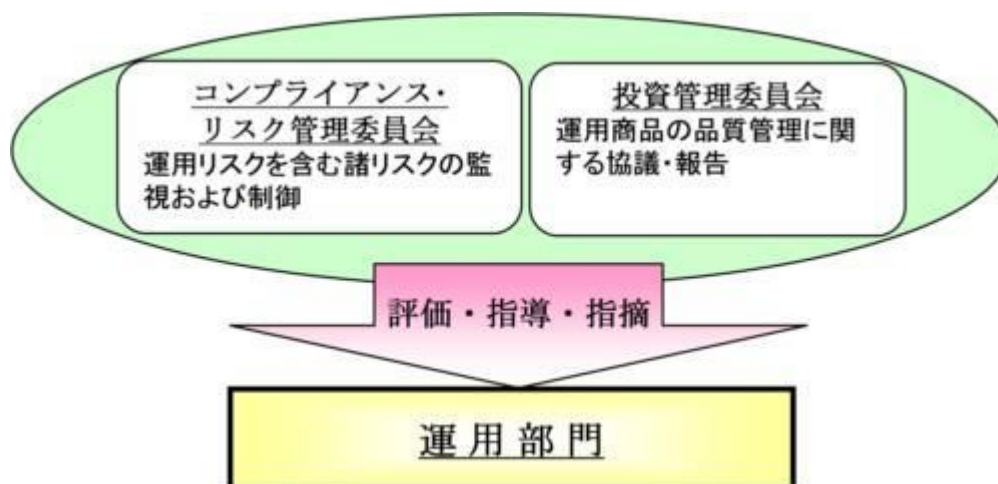 コンプライアンス・
リスク管理委員会
運用リスクを含む諸リスクの監
視および制御
投資管理委員会
運用商品の品質管理に関
する協議・報告
評価・指導・指摘
運用部門